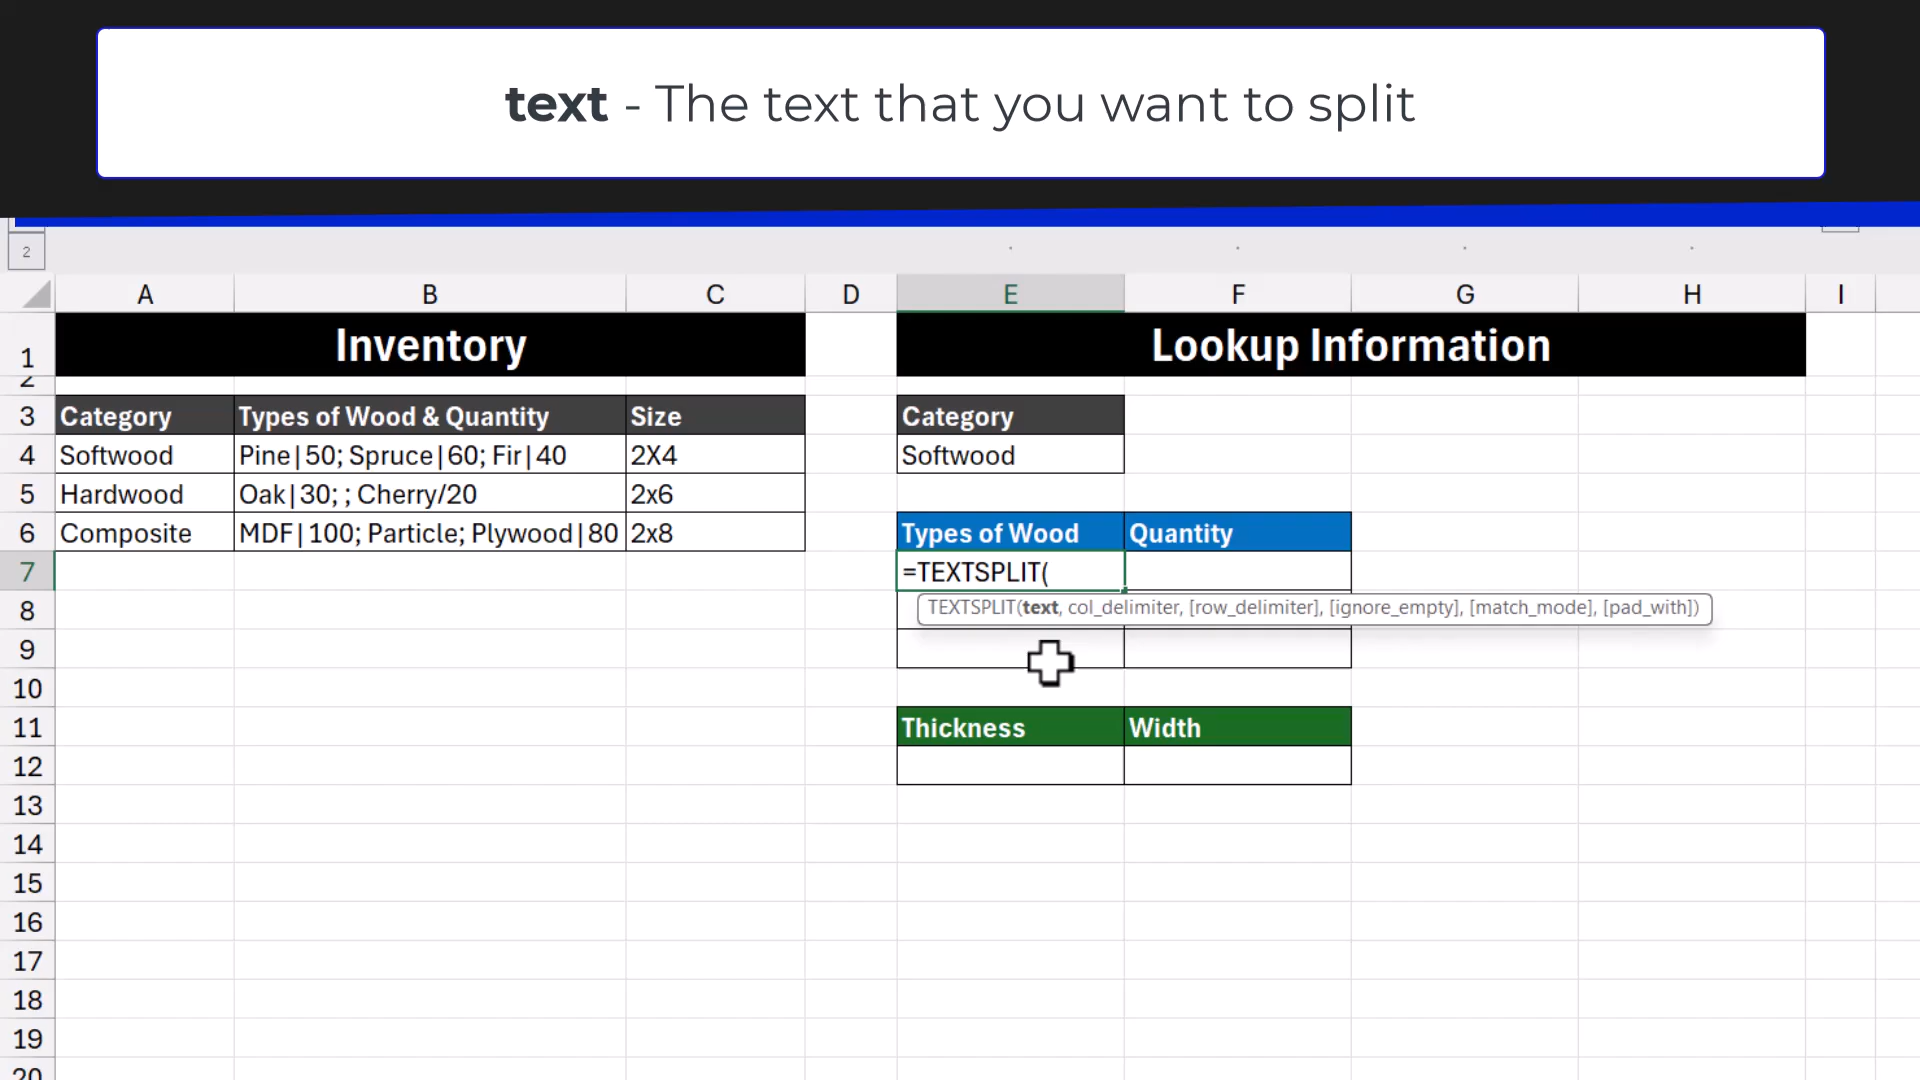 text - The text that you want to split
2
A B C D E F G H I
1 Inventory Lookup Information
2
3 Category Types of Wood & Quantity Size Category
4 Softwood Pine|50; Spruce|60; Fir|40 2X4 Softwood
5 Hardwood Oak|30; ; Cherry/20 2x6
6 Composite MDF|100; Particle; Plywood|80 2x8 Types of Wood Quantity
7 =TEXTSPLIT(
8 TEXTSPLIT(text, col_delimiter, [row_delimiter], [ignore_empty], [match_mode], [pad_with])
9
10
11 Thickness Width
12
13
14
15
16
17
18
19
20